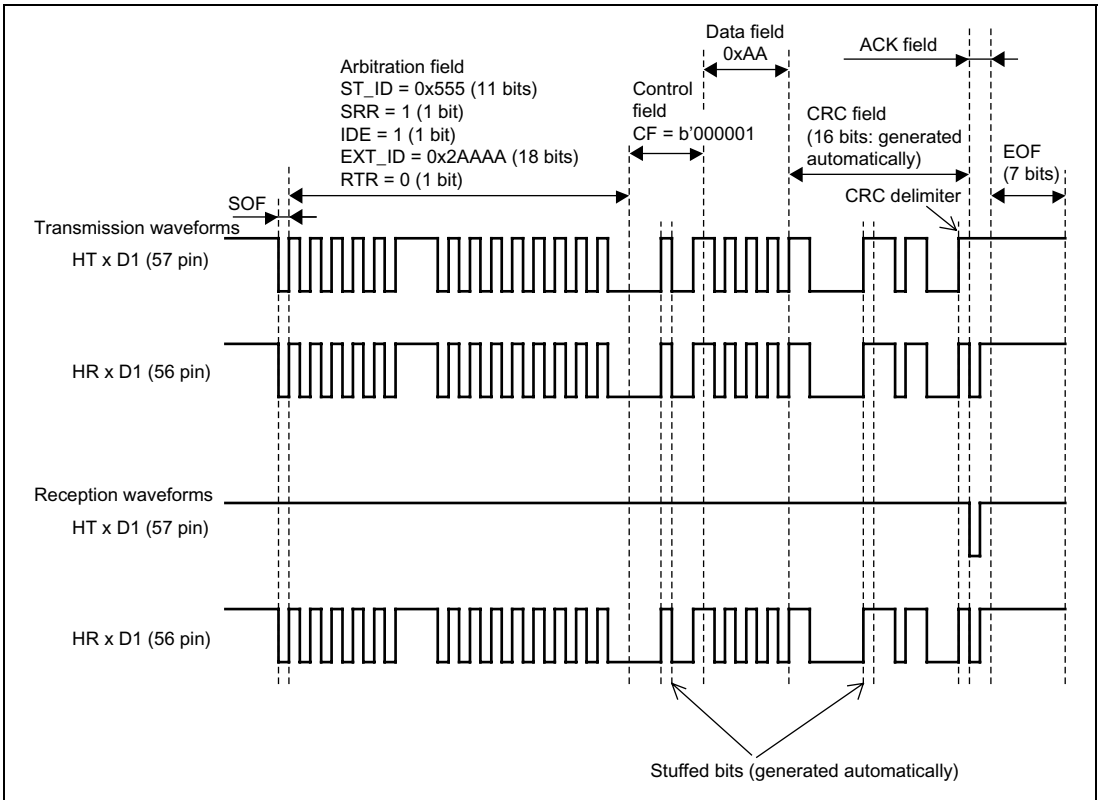 Data field
0xAA
ACK field
Arbitration field
ST_ID = 0x555 (11 bits)
SRR = 1 (1 bit)
IDE = 1 (1 bit)
EXT_ID = 0x2AAAA (18 bits)
RTR = 0 (1 bit)
Control
field
CF = b'000001
CRC field
(16 bits: generated
automatically)
EOF
(7 bits)
CRC delimiter
SOF
Transmission waveforms
HT x D1 (57 pin)
HR x D1 (56 pin)
Reception waveforms
HT x D1 (57 pin)
HR x D1 (56 pin)
Stuffed bits (generated automatically)